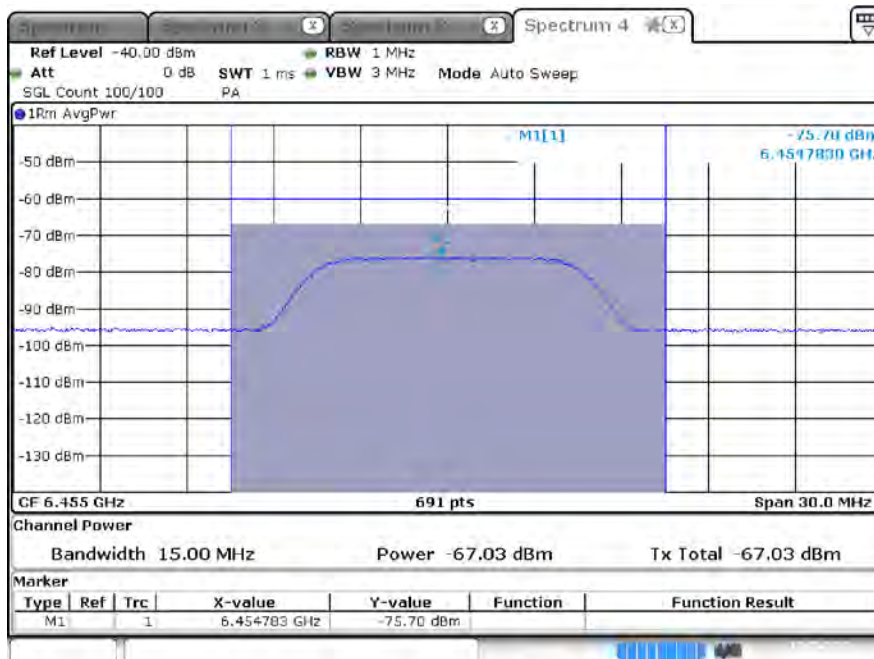 Spectrum 4
Ref Level -40.00 dBm RBW 1 MHz
Att 0 dB SWT 1 ms VBW 3 MHz Mode Auto Sweep
SGL Count 100/100 PA
1Rm AvgPwr
M1[1] -75.70 dBm
6.4547830 GHz
-50 dBm
-60 dBm
-70 dBm
-80 dBm
-90 dBm
-100 dBm
-110 dBm
-120 dBm
-130 dBm
CF 6.455 GHz 691 pts Span 30.0 MHz
Channel Power
Bandwidth 15.00 MHz Power -67.03 dBm Tx Total -67.03 dBm
Marker
Type Ref Trc X-value Y-value Function Function Result
M1 1 6.454783 GHz -75.70 dBm